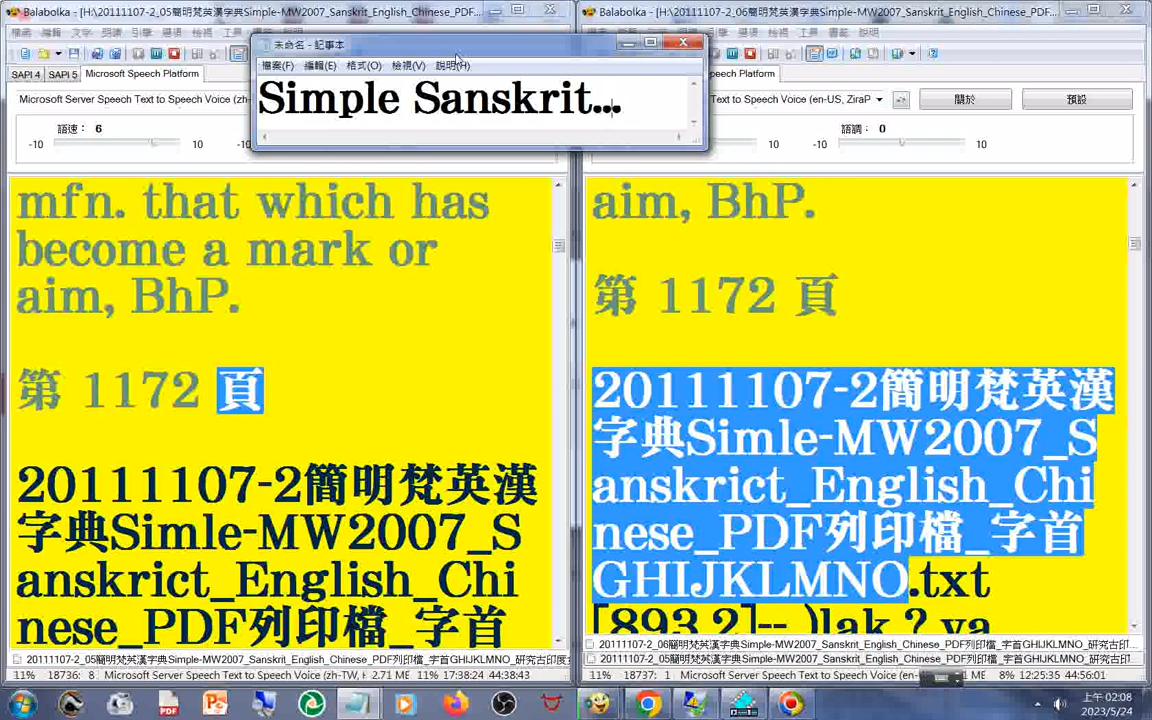 Balabolka - [H:\20111107-2_05簡明梵英漢字典Simple-MW2007_Sanskrit_English_Chinese_PDF...
Balabolka - [H:\20111107-2_06簡明梵英漢字典Simple-MW2007_Sanskrit_English_Chinese_PDF...
未命名 - 記事本
檔案(F) 編輯(E) 格式(O) 檢視(V) 說明(H)
Simple Sanskrit...
SAPI 4 SAPI 5 Microsoft Speech Platform
Microsoft Server Speech Text to Speech Voice (zh-
語速： 6
-10 10
mfn. that which has
become a mark or
aim, BhP.
第 1172 頁
20111107-2簡明梵英漢
字典Simle-MW2007_S
anskrict_English_Chi
nese_PDF列印檔_字首
20111107-2_05簡明梵英漢字典Simple-MW2007_Sanskrit_English_Chinese_PDF列印檔_字首GHIJKLMNO_研究古印度
11% 18736: 8 Microsoft Server Speech Text to Speech Voice (zh-TW, H 2.71 MB 11% 17:38:24 44:38:43
peech Platform
Text to Speech Voice (en-US, ZiraP
關於
預設
語調： 0
-10 10
aim, BhP.
第 1172 頁
20111107-2簡明梵英漢
字典Simle-MW2007_S
anskrict_English_Chi
nese_PDF列印檔_字首
GHIJKLMNO.txt
[893,2]-- )lak ? ya
20111107-2_06簡明梵英漢字典Simple-MW2007_Sanskrit_English_Chinese_PDF列印檔_字首GHIJKLMNO_研究古印
20111107-2_05簡明梵英漢字典Simple-MW2007_Sanskrit_English_Chinese_PDF列印檔_字首GHIJKLMNO_研究古印
11% 18737: 1 Microsoft Server Speech Text to Speech Voice (en-US, 8% 12:25:35 44:56:01
上午 02:08
2023/5/24